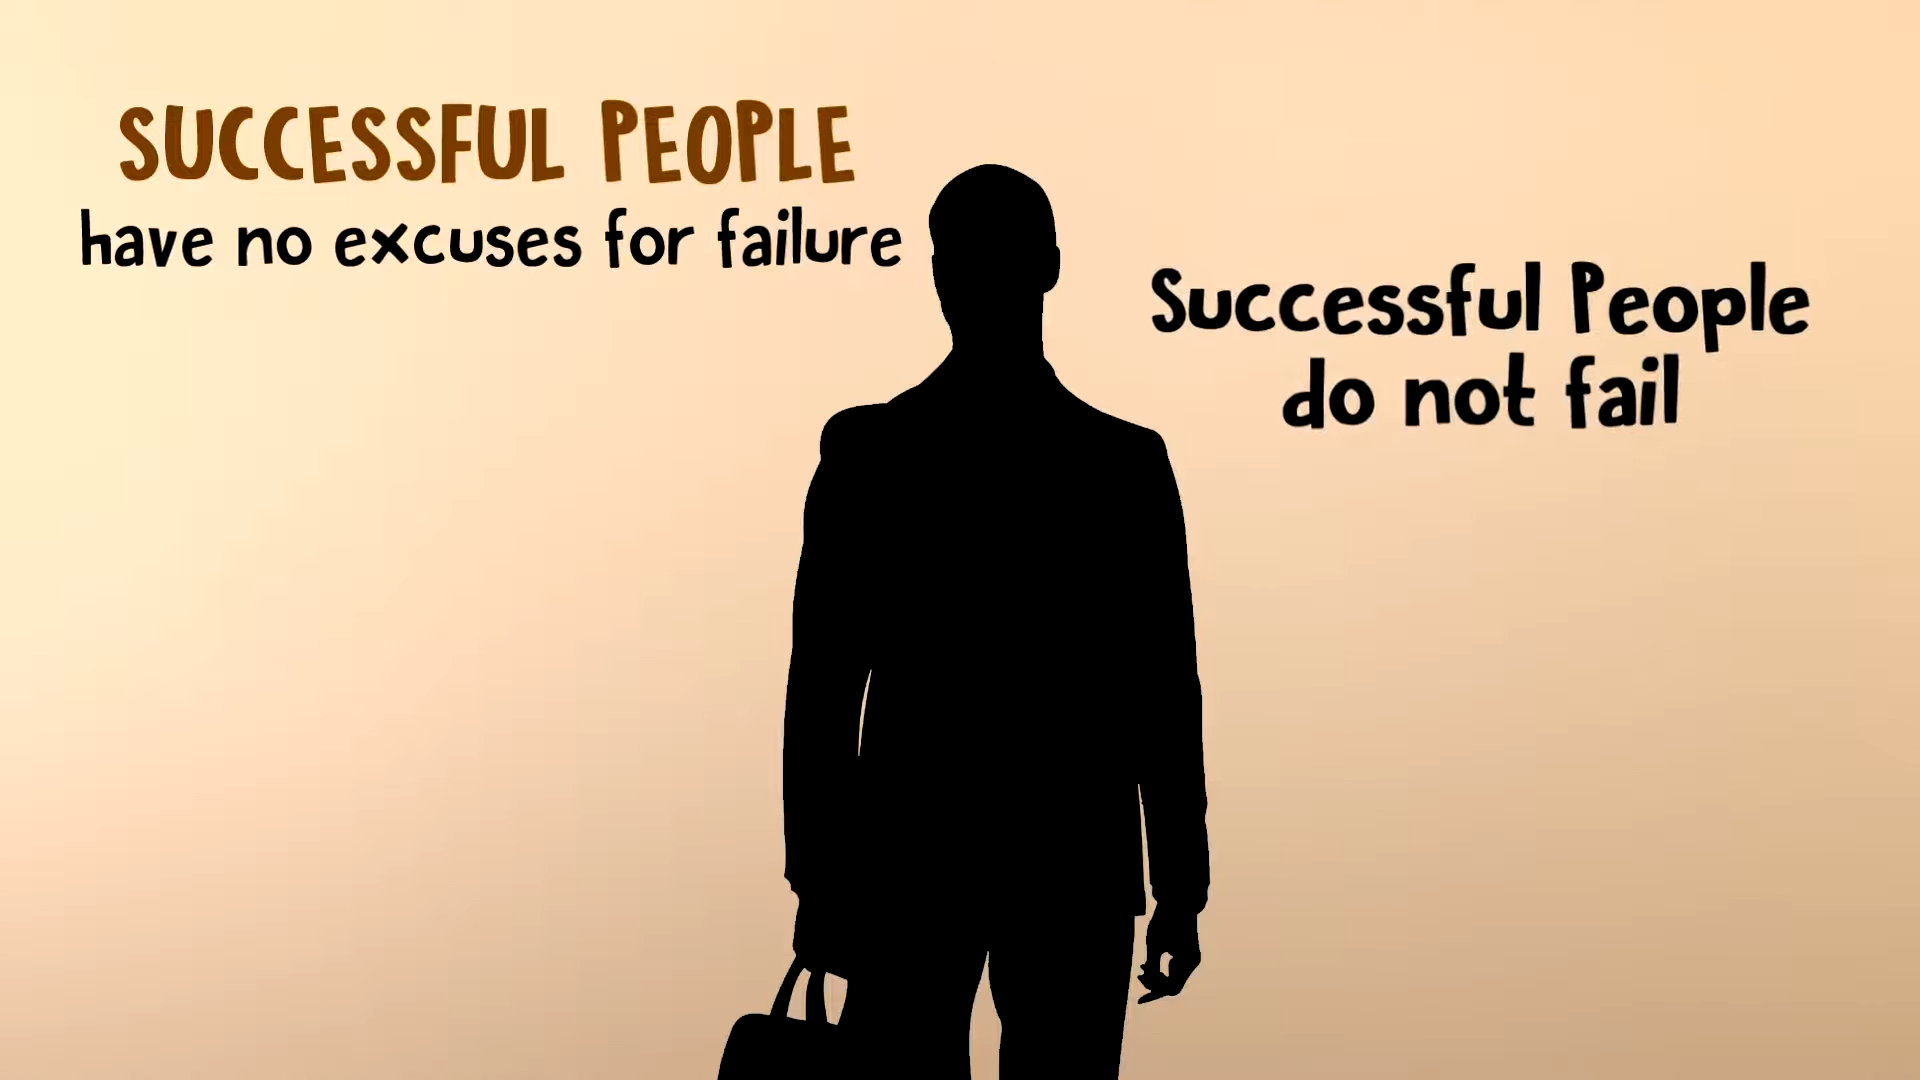 SUCCESSFUL PEOPLE
have no excuses for failure
Successful People
do not fail